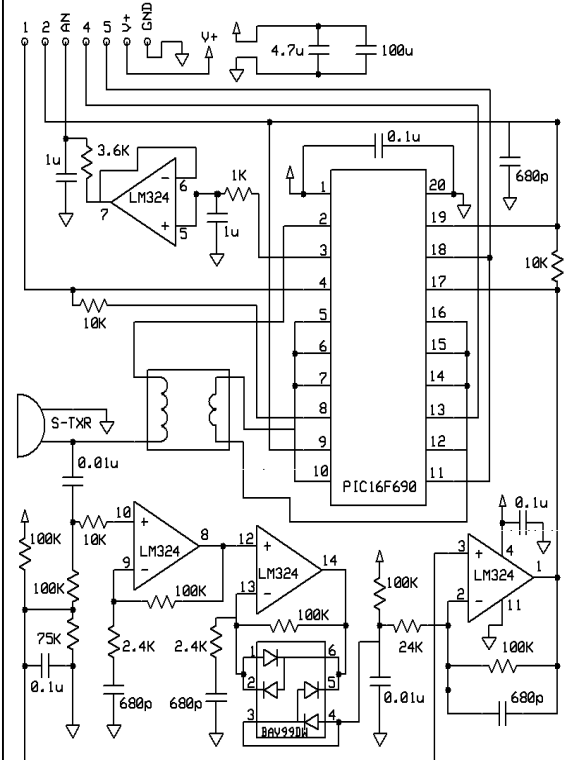 1 2 AN 4 5 V+ GND
V+
4.7u 100u
0.1u
3.6K
1u
6
LM324
7
5
1K
1u
680p
1 20
2 19
3 18
4 17
5 16
6 15
7 14
8 13
9 12
10 11
PIC16F690
10K
10K
S-TXR
0.01u
100K
10K
10 8
LM324
9
12 14
LM324
13
100K
100K
100K
75K
0.1u
2.4K
680p
2.4K
680p
1 6
2 5
3 4
BAV99DW
100K
0.01u
24K
3 4 1
LM324
2 11
0.1u
100K
680p